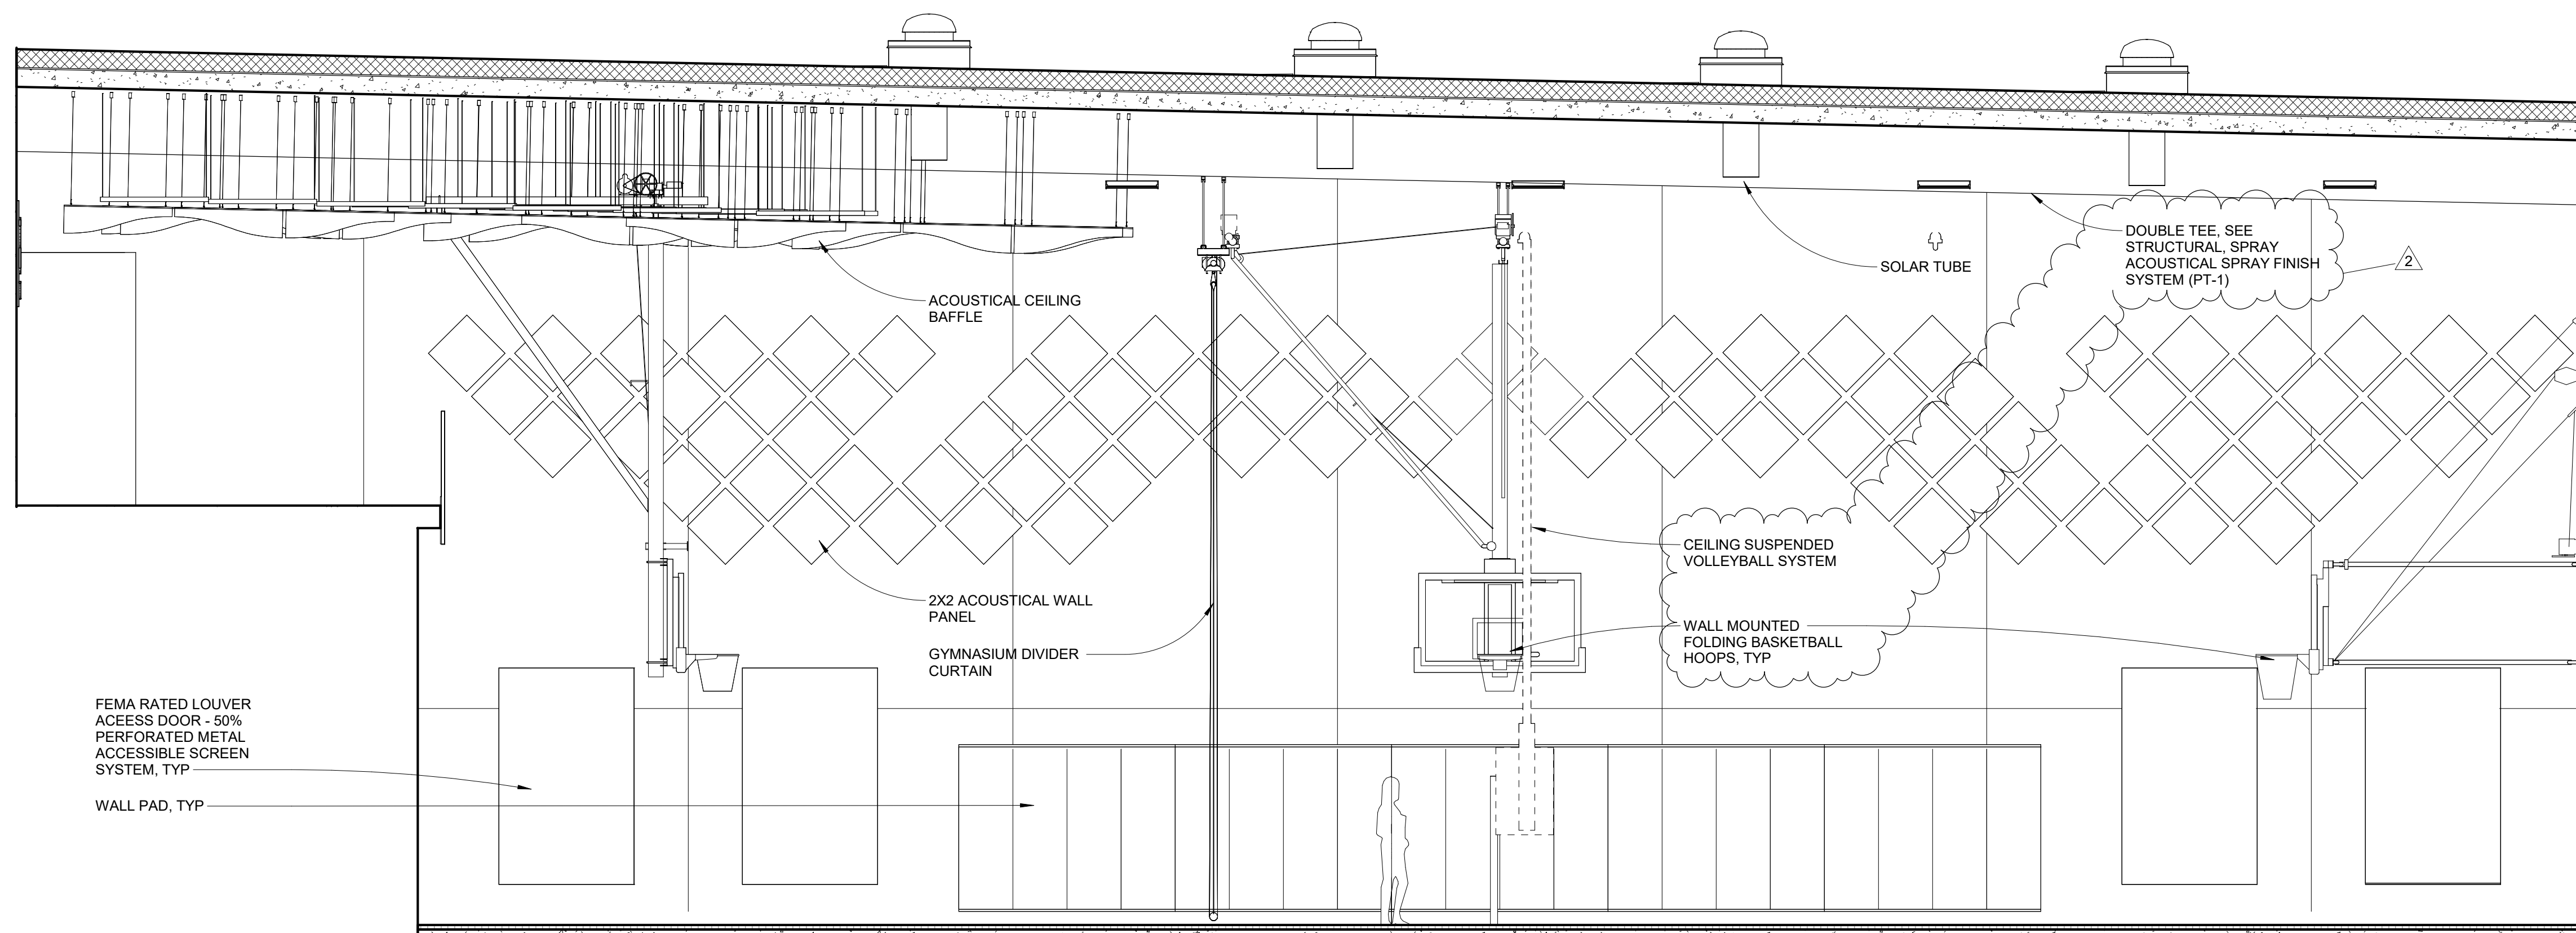 DOUBLE TEE, SEE
STRUCTURAL, SPRAY
ACOUSTICAL SPRAY FINISH
SYSTEM (PT-1)
2
SOLAR TUBE
ACOUSTICAL CEILING
BAFFLE
CEILING SUSPENDED
VOLLEYBALL SYSTEM
2X2 ACOUSTICAL WALL
PANEL
WALL MOUNTED
FOLDING BASKETBALL
HOOPS, TYP
GYMNASIUM DIVIDER
CURTAIN
FEMA RATED LOUVER
ACEESS DOOR - 50%
PERFORATED METAL
ACCESSIBLE SCREEN
SYSTEM, TYP
WALL PAD, TYP